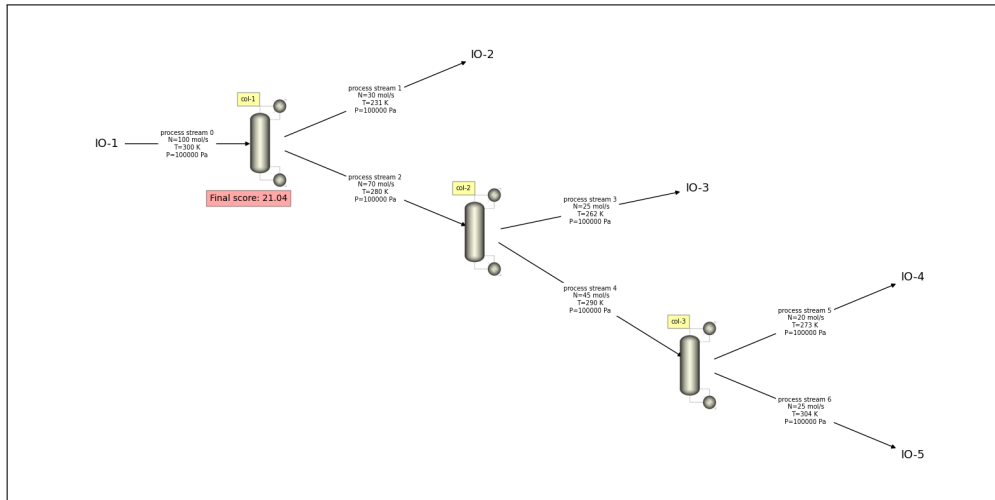 IO-2
process stream 1
N=30 mol/s
T=231 K
P=100000 Pa
col-1
IO-1
process stream 0
N=100 mol/s
T=300 K
P=100000 Pa
Final score: 21.04
process stream 2
N=70 mol/s
T=280 K
P=100000 Pa
col-2
IO-3
process stream 3
N=25 mol/s
T=262 K
P=100000 Pa
process stream 4
N=45 mol/s
T=290 K
P=100000 Pa
col-3
IO-4
process stream 5
N=20 mol/s
T=273 K
P=100000 Pa
process stream 6
N=25 mol/s
T=304 K
P=100000 Pa
IO-5